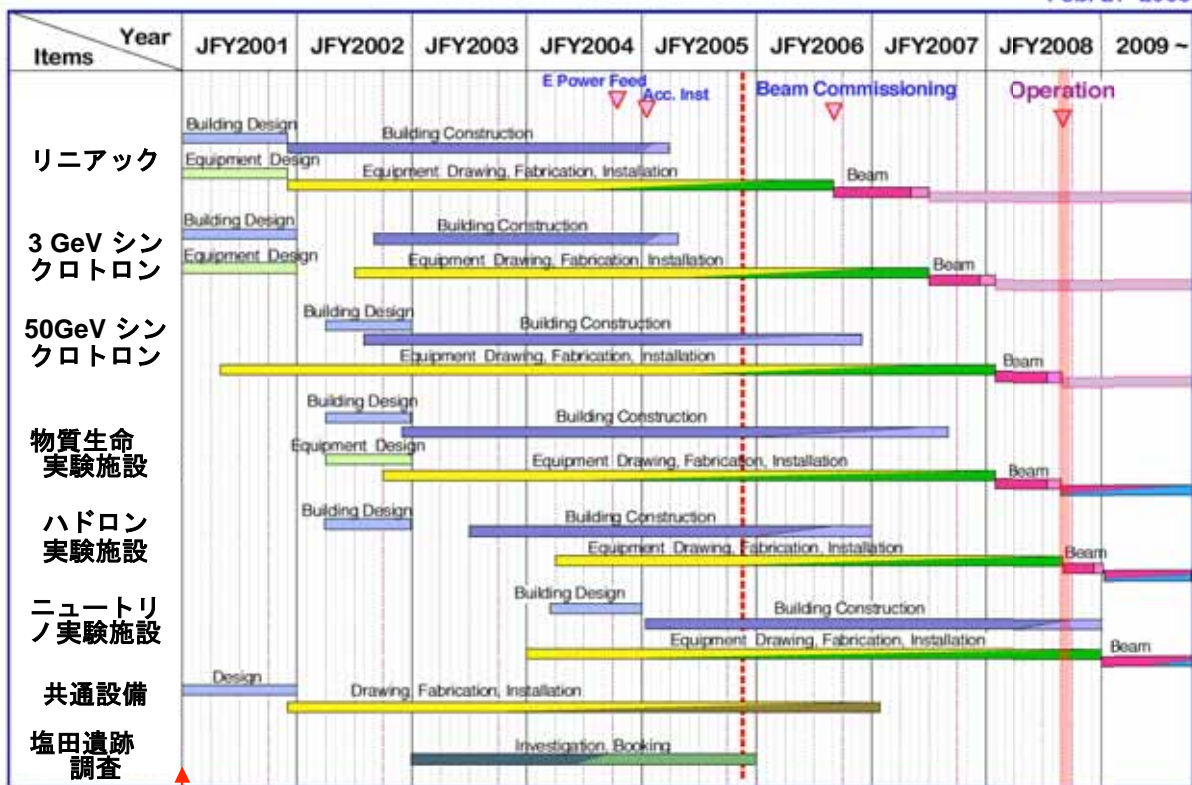 Year
Items
JFY2001 JFY2002 JFY2003 JFY2004 JFY2005 JFY2006 JFY2007 JFY2008 2009 ~
E Power Feed
Acc. Inst
Beam Commissioning
Operation
リニアック
Building Design
Building Construction
Equipment Design
Equipment Drawing, Fabrication, Installation
Beam
3 GeV シン
クロトロン
Building Design
Building Construction
Equipment Design
Equipment Drawing, Fabrication, Installation
Beam
50GeV シン
クロトロン
Building Design
Building Construction
Equipment Drawing, Fabrication, Installation
Beam
物質生命
実験施設
Building Design
Building Construction
Equipment Design
Equipment Drawing, Fabrication, Installation
Beam
ハドロン
実験施設
Building Design
Building Construction
Equipment Drawing, Fabrication, Installation
Beam
ニュートリ
ノ実験施設
Building Design
Building Construction
Equipment Drawing, Fabrication, Installation
Beam
共通設備
Design
Drawing, Fabrication, Installation
塩田遺跡
調査
Investigation, Booking